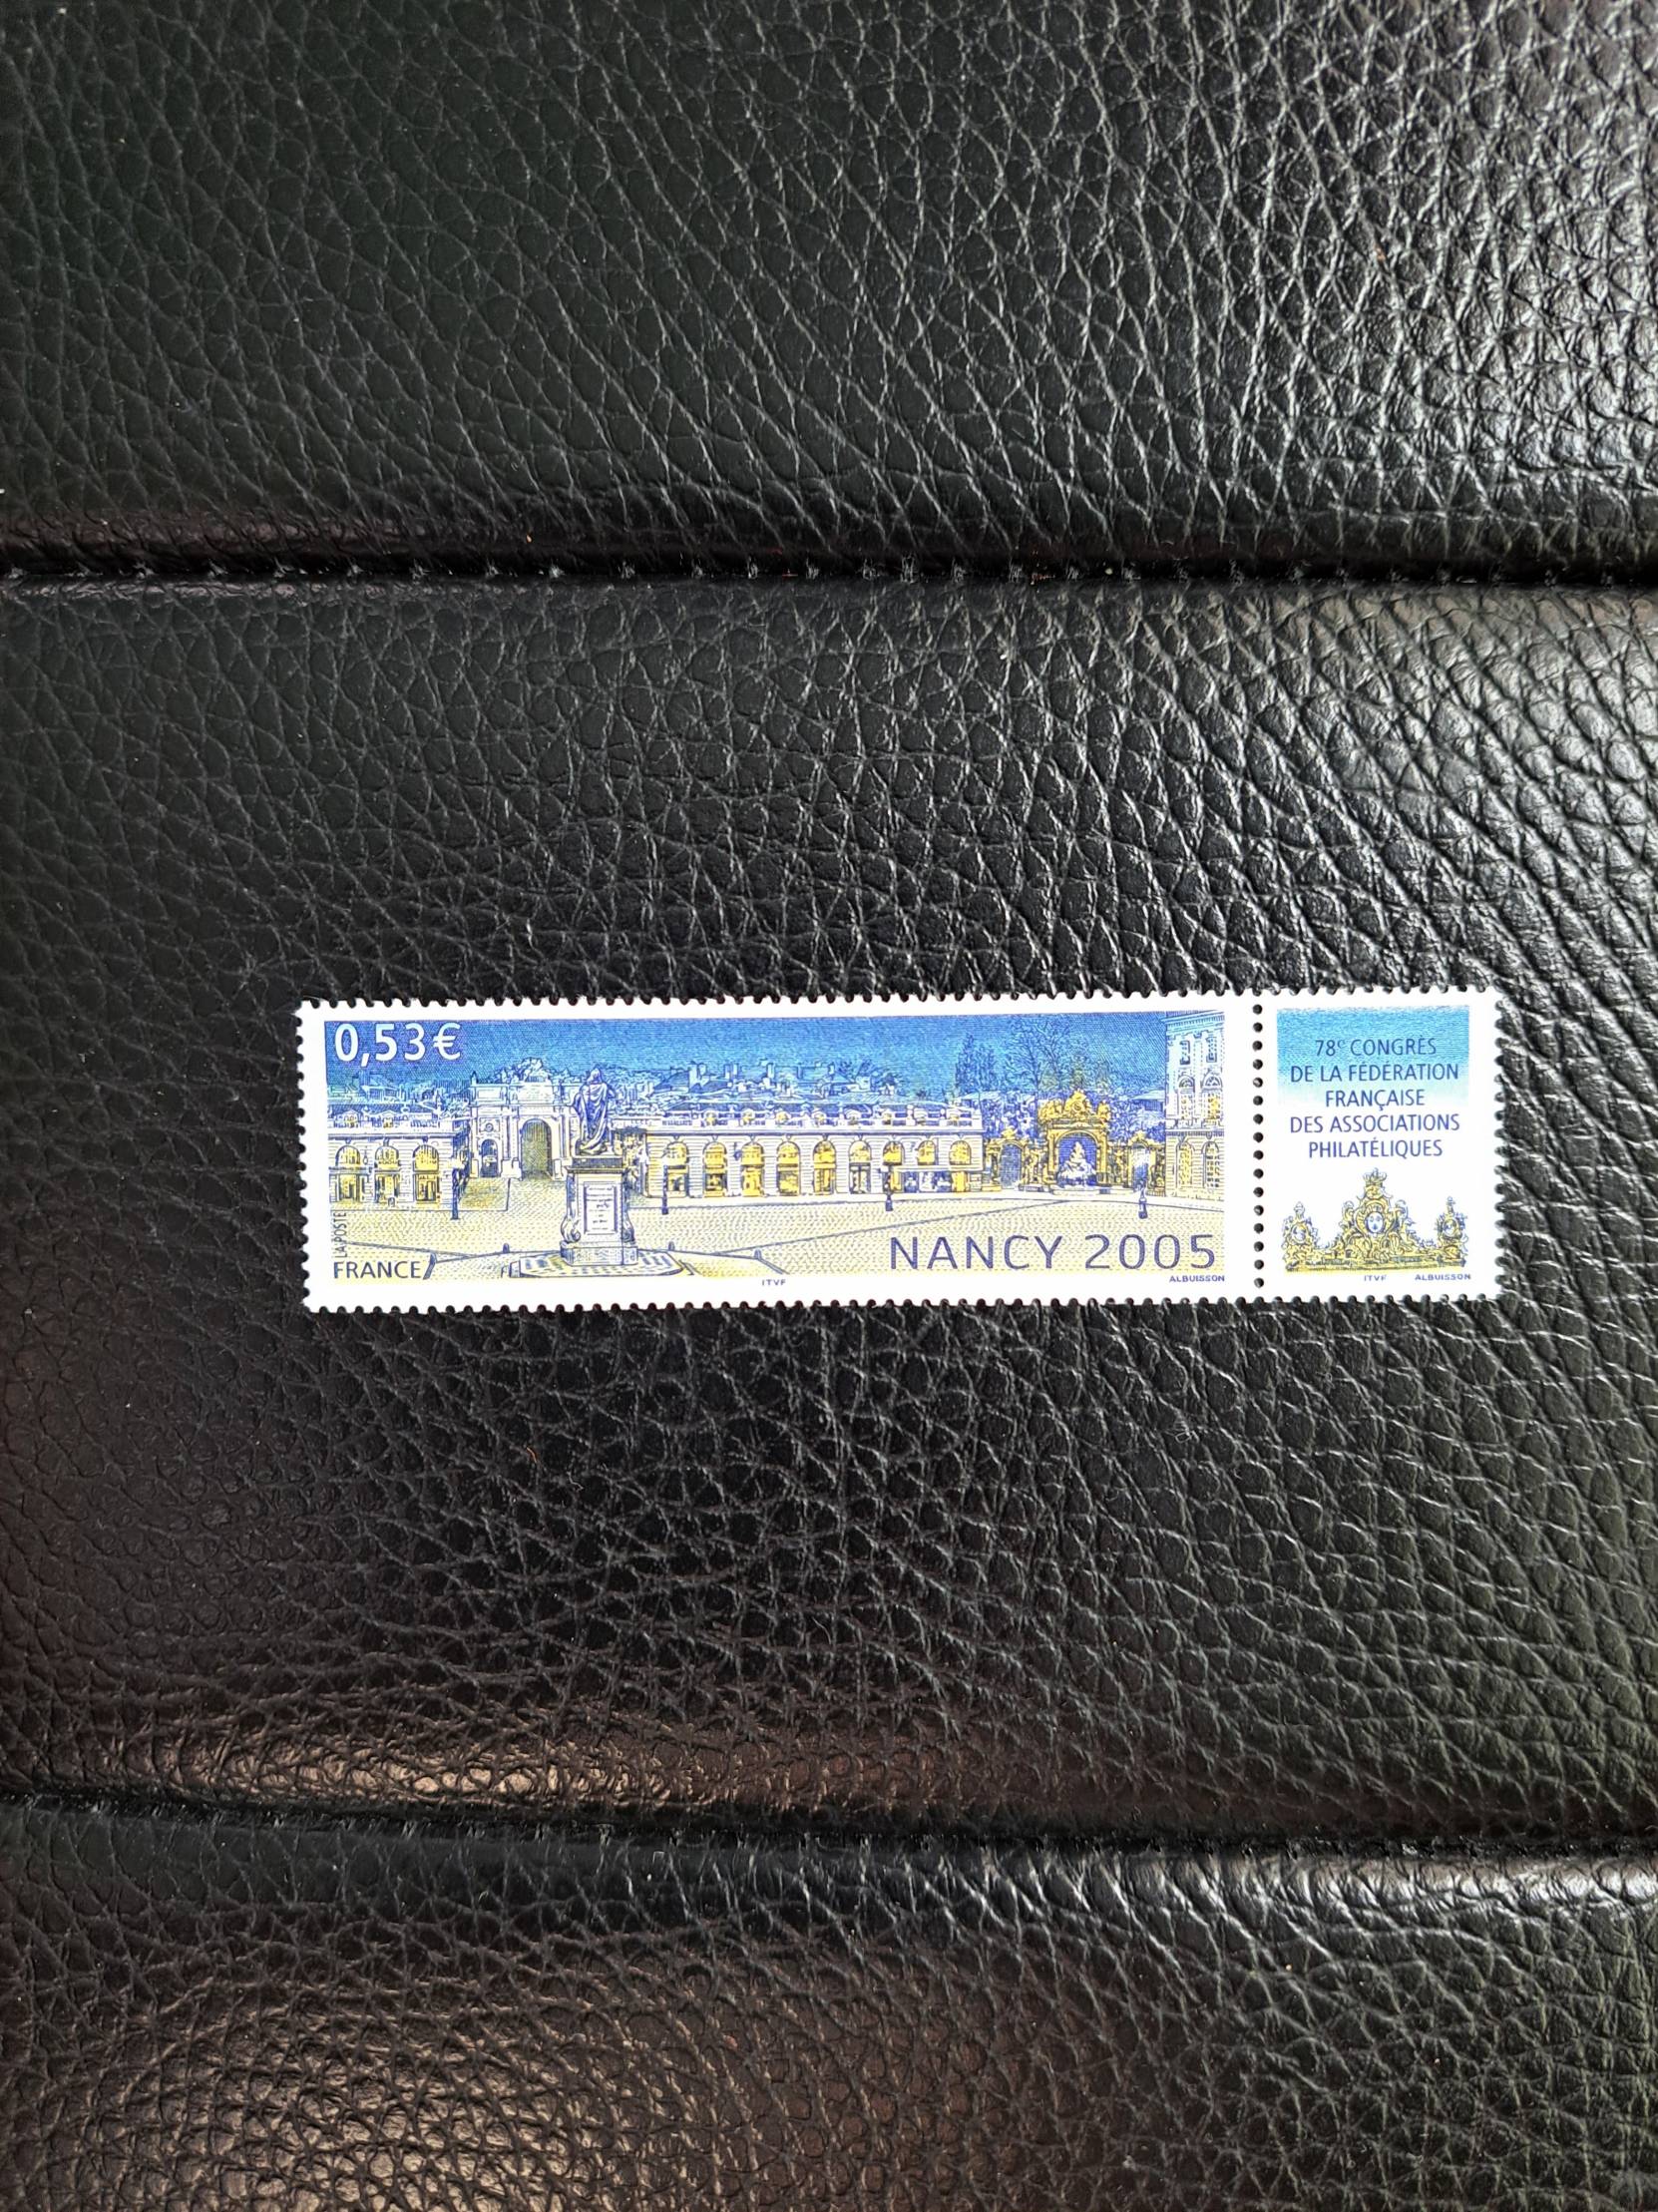 0,53€
LA POSTE
FRANCE
NANCY 2005
ITVF
ALBUISSON
78e CONGRÈS
DE LA FÉDÉRATION
FRANÇAISE
DES ASSOCIATIONS
PHILATÉLIQUES
ITVF
ALBUISSON